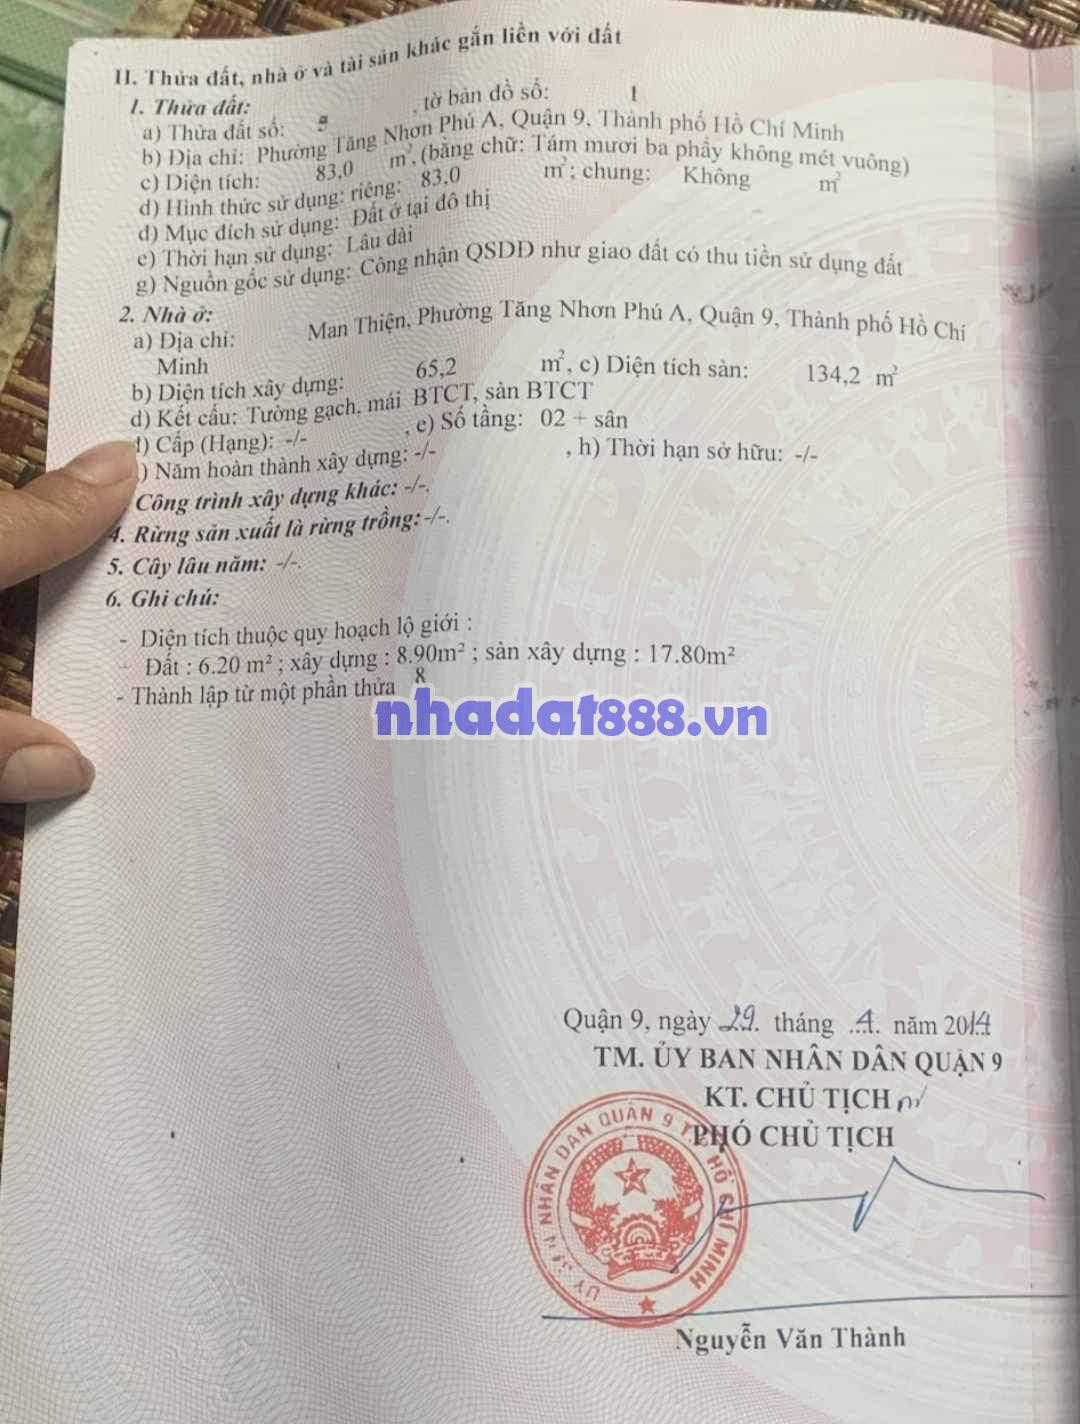 II. Thửa đất, nhà ở và tài sản khác gắn liền với đất
1. Thửa đất:
a) Thửa đất số: , tờ bản đồ số: 1
b) Địa chỉ: Phường Tăng Nhơn Phú A, Quận 9, Thành phố Hồ Chí Minh
c) Diện tích: 83,0 m², (bằng chữ: Tám mươi ba phẩy không mét vuông)
d) Hình thức sử dụng: riêng: 83,0 m²; chung: Không m²
đ) Mục đích sử dụng: Đất ở tại đô thị
e) Thời hạn sử dụng: Lâu dài
g) Nguồn gốc sử dụng: Công nhận QSDĐ như giao đất có thu tiền sử dụng đất
2. Nhà ở:
a) Địa chỉ: Man Thiện, Phường Tăng Nhơn Phú A, Quận 9, Thành phố Hồ Chí
Minh
b) Diện tích xây dựng: 65,2 m², c) Diện tích sàn: 134,2 m²
d) Kết cấu: Tường gạch, mái BTCT, sàn BTCT
đ) Cấp (Hạng): -/- , e) Số tầng: 02 + sân
) Năm hoàn thành xây dựng: -/- , h) Thời hạn sở hữu: -/-
Công trình xây dựng khác: -/-.
4. Rừng sản xuất là rừng trồng: -/-.
5. Cây lâu năm: -/-.
6. Ghi chú:
- Diện tích thuộc quy hoạch lộ giới :
Đất : 6.20 m² ; xây dựng : 8.90m² ; sàn xây dựng : 17.80m²
- Thành lập từ một phần thửa 8
nhadat888.vn
Quận 9, ngày 29. tháng .4. năm 2014
TM. ỦY BAN NHÂN DÂN QUẬN 9
KT. CHỦ TỊCH
PHÓ CHỦ TỊCH
ỦY BAN NHÂN DÂN QUẬN 9 T.P HỒ CHÍ MINH
Nguyễn Văn Thành